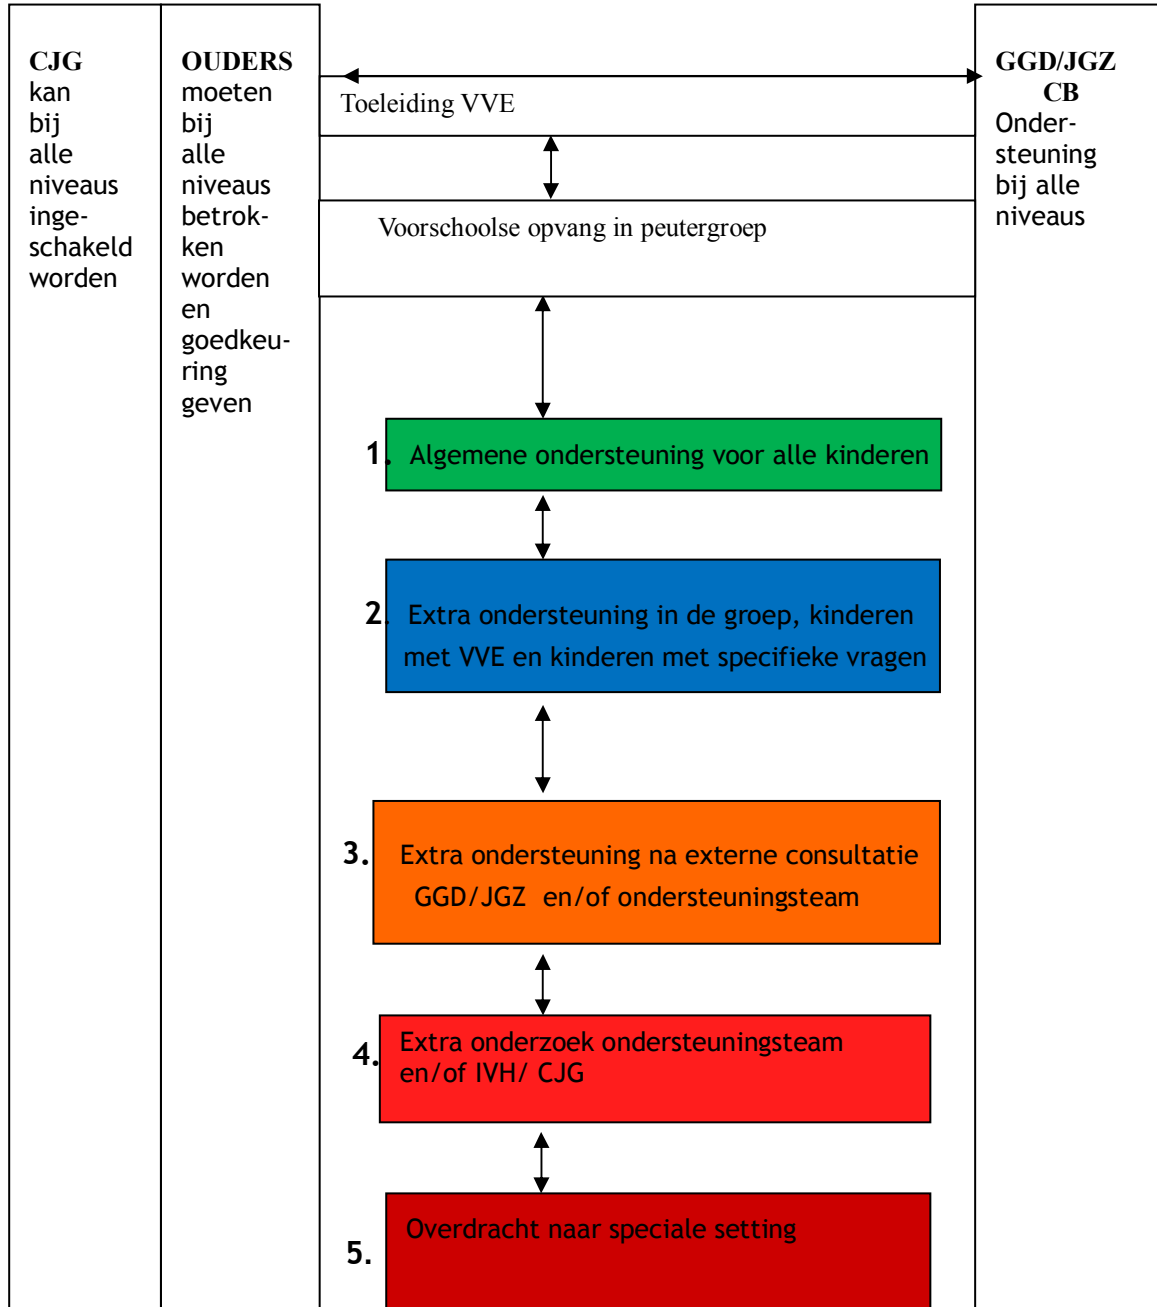 CJG
kan
bij
alle
niveaus
inge-
schakeld
worden
OUDERS
moeten
bij
alle
niveaus
betrok-
ken
worden
en
goedkeu-
ring
geven
Toeleiding VVE
Voorschoolse opvang in peutergroep
1. Algemene ondersteuning voor alle kinderen
2. Extra ondersteuning in de groep, kinderen
met VVE en kinderen met specifieke vragen
3. Extra ondersteuning na externe consultatie
GGD/JGZ en/of ondersteuningsteam
4. Extra onderzoek ondersteuningsteam
en/of IVH/ CJG
5. Overdracht naar speciale setting
GGD/JGZ
CB
Onder-
steuning
bij alle
niveaus